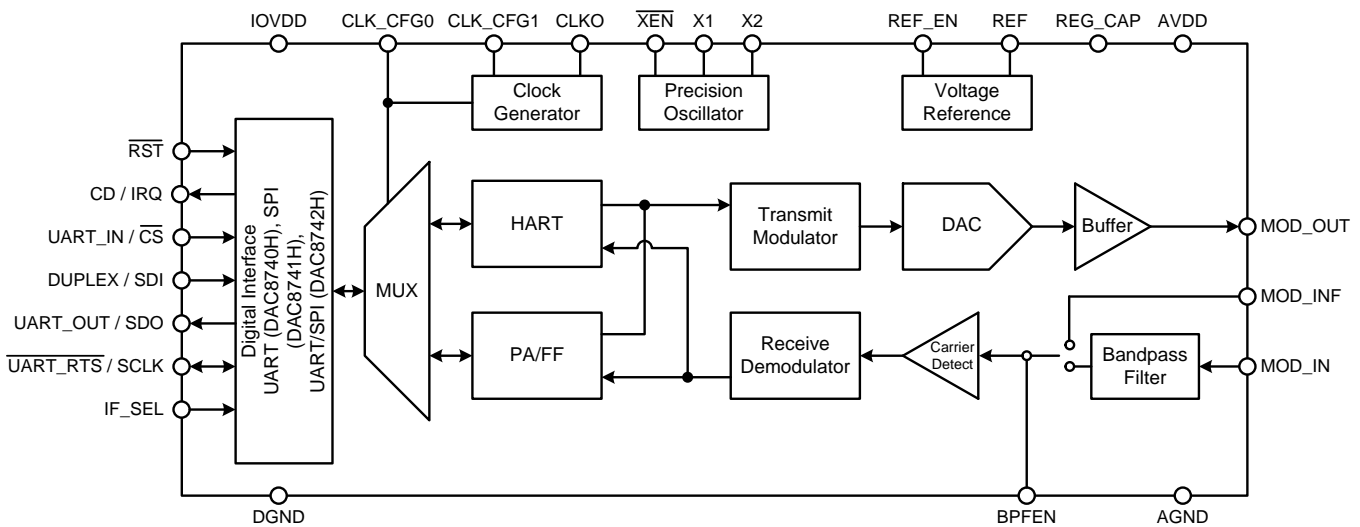 IOVDD
CLK_CFG0
CLK_CFG1
CLKO
XEN
X1
X2
REF_EN
REF
REG_CAP
AVDD
Clock
Generator
Precision
Oscillator
Voltage
Reference
RST
CD / IRQ
UART_IN / CS
DUPLEX / SDI
UART_OUT / SDO
UART_RTS / SCLK
IF_SEL
Digital Interface
UART (DAC8740H), SPI
(DAC8741H),
UART/SPI (DAC8742H)
MUX
HART
PA/FF
Transmit
Modulator
DAC
Buffer
MOD_OUT
Receive
Demodulator
Carrier
Detect
Bandpass
Filter
MOD_INF
MOD_IN
DGND
BPFEN
AGND